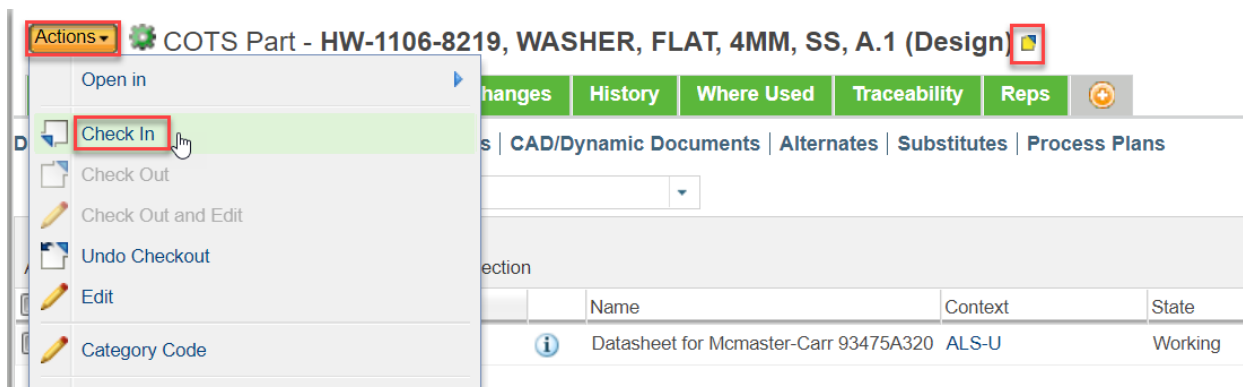 Actions COTS Part - HW-1106-8219, WASHER, FLAT, 4MM, SS, A.1 (Design)
Open in
hanges History Where Used Traceability Reps
Check In
D s | CAD/Dynamic Documents | Alternates | Substitutes | Process Plans
Check Out
Check Out and Edit
Undo Checkout
ection
Edit
Name Context State
Category Code
Datasheet for Mcmaster-Carr 93475A320 ALS-U Working